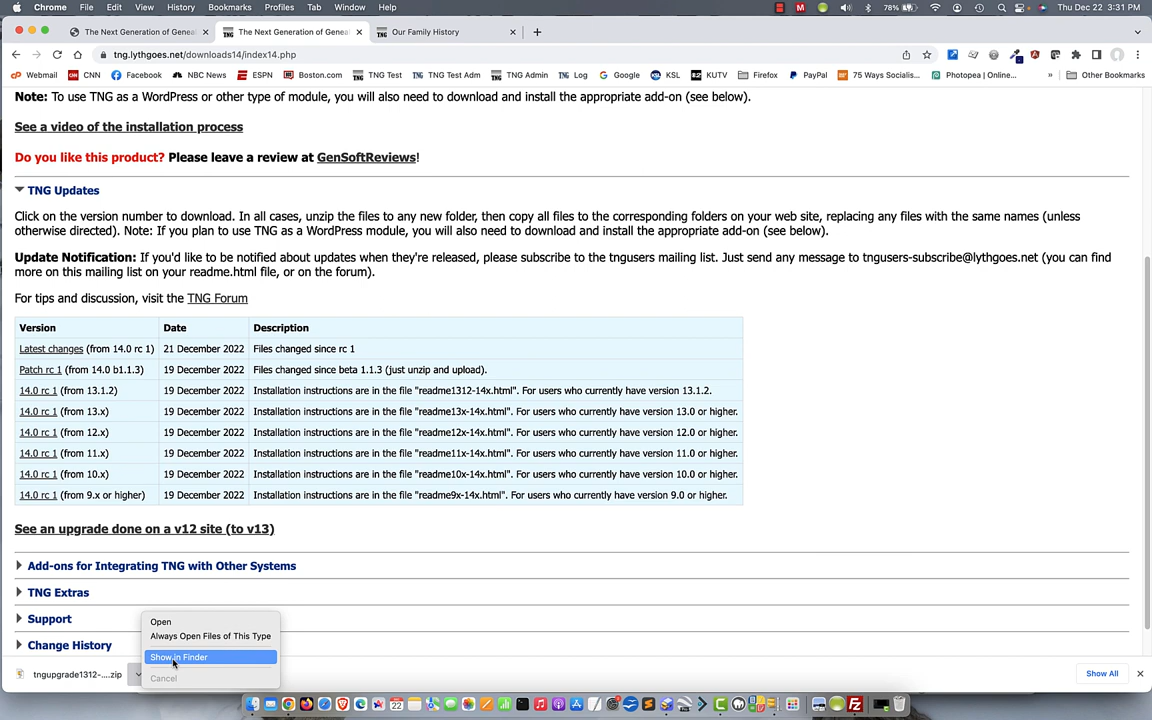 Chrome File Edit View History Bookmarks Profiles Tab Window Help 78% Thu Dec 22 3:31 PM
The Next Generation of Geneal The Next Generation of Geneal Our Family History
tng.lythgoes.net/downloads14/index14.php
Webmail CNN Facebook NBC News ESPN Boston.com TNG Test TNG Test Adm TNG Admin Log Google KSL KUTV Firefox PayPal 75 Ways Socialis... Photopea | Online... » Other Bookmarks
Note: To use TNG as a WordPress or other type of module, you will also need to download and install the appropriate add-on (see below).
See a video of the installation process
Do you like this product? Please leave a review at GenSoftReviews!
TNG Updates
Click on the version number to download. In all cases, unzip the files to any new folder, then copy all files to the corresponding folders on your web site, replacing any files with the same names (unless
otherwise directed). Note: If you plan to use TNG as a WordPress module, you will also need to download and install the appropriate add-on (see below).
Update Notification: If you'd like to be notified about updates when they're released, please subscribe to the tngusers mailing list. Just send any message to tngusers-subscribe@lythgoes.net (you can find
more on this mailing list on your readme.html file, or on the forum).
For tips and discussion, visit the TNG Forum
Version Date Description
Latest changes (from 14.0 rc 1) 21 December 2022 Files changed since rc 1
Patch rc 1 (from 14.0 b1.1.3) 19 December 2022 Files changed since beta 1.1.3 (just unzip and upload).
14.0 rc 1 (from 13.1.2) 19 December 2022 Installation instructions are in the file "readme1312-14x.html". For users who currently have version 13.1.2.
14.0 rc 1 (from 13.x) 19 December 2022 Installation instructions are in the file "readme13x-14x.html". For users who currently have version 13.0 or higher.
14.0 rc 1 (from 12.x) 19 December 2022 Installation instructions are in the file "readme12x-14x.html". For users who currently have version 12.0 or higher.
14.0 rc 1 (from 11.x) 19 December 2022 Installation instructions are in the file "readme11x-14x.html". For users who currently have version 11.0 or higher.
14.0 rc 1 (from 10.x) 19 December 2022 Installation instructions are in the file "readme10x-14x.html". For users who currently have version 10.0 or higher.
14.0 rc 1 (from 9.x or higher) 19 December 2022 Installation instructions are in the file "readme9x-14x.html". For users who currently have version 9.0 or higher.
See an upgrade done on a v12 site (to v13)
Add-ons for Integrating TNG with Other Systems
TNG Extras
Support
Change History
Open
Always Open Files of This Type
Show in Finder
Cancel
tngupgrade1312-....zip Show All